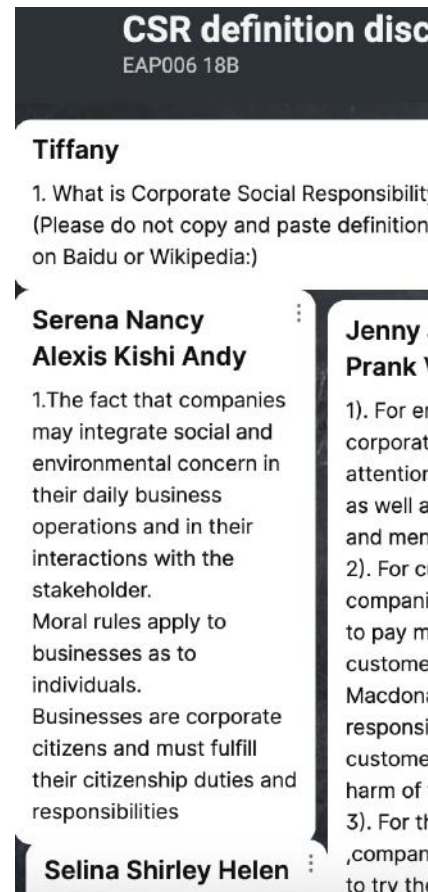 CSR definition disc
EAP006 18B
Tiffany
1. What is Corporate Social Responsibility
(Please do not copy and paste definition
on Baidu or Wikipedia:)
Serena Nancy
Alexis Kishi Andy
1.The fact that companies
may integrate social and
environmental concern in
their daily business
operations and in their
interactions with the
stakeholder.
Moral rules apply to
businesses as to
individuals.
Businesses are corporate
citizens and must fulfill
their citizenship duties and
responsibilities
Selina Shirley Helen
Jenny
Prank
1). For
corporat
attention
as well
and men
2). For
compani
to pay
custome
Macdona
responsi
custome
harm of
3). For
,compan
to try the